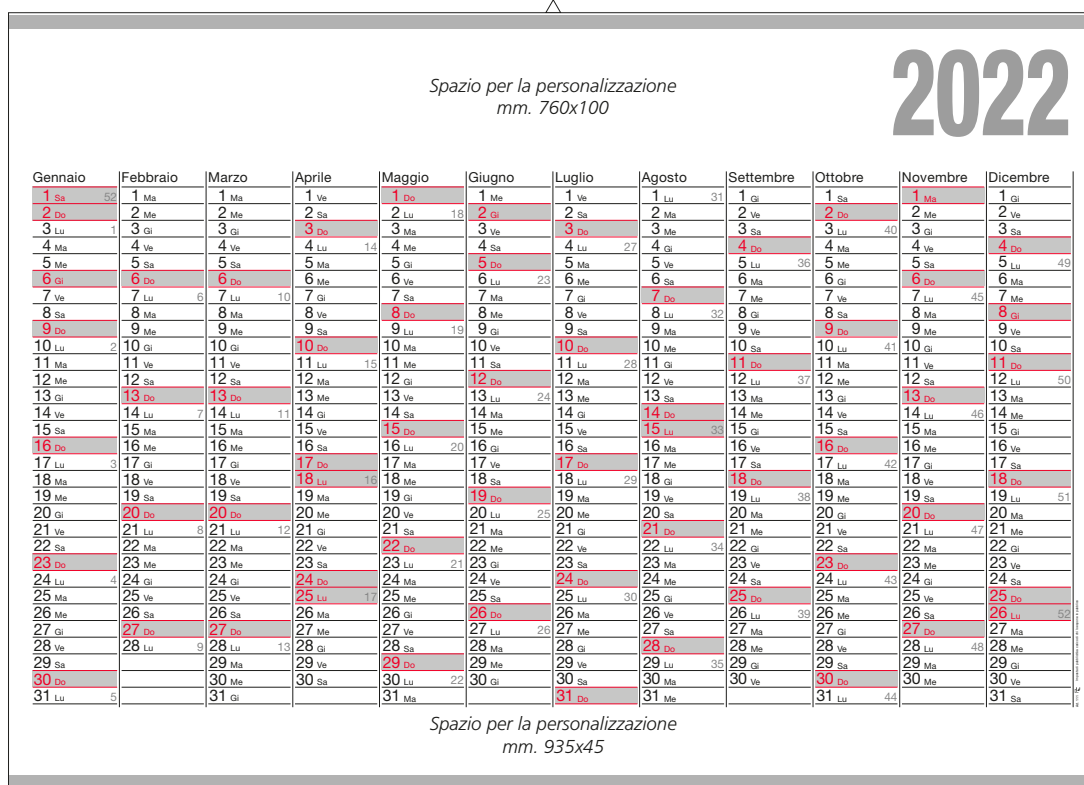 2022
Spazio per la personalizzazione
mm. 760x100
Gennaio Febbraio Marzo Aprile Maggio Giugno Luglio Agosto Settembre Ottobre Novembre Dicembre
1 Sa 52 1 Ma 1 Ma 1 Ve 1 Do 1 Me 1 Ve 1 Lu 31 1 Gi 1 Sa 1 Ma 1 Gi
2 Do 2 Me 2 Me 2 Sa 2 Lu 18 2 Gi 2 Sa 2 Ma 2 Ve 2 Do 2 Me 2 Ve
3 Lu 1 3 Gi 3 Gi 3 Do 3 Ma 3 Ve 3 Do 3 Me 3 Sa 3 Lu 40 3 Gi 3 Sa
4 Ma 4 Ve 4 Ve 4 Lu 14 4 Me 4 Sa 4 Lu 27 4 Gi 4 Do 4 Ma 4 Ve 4 Do
5 Me 5 Sa 5 Sa 5 Ma 5 Gi 5 Do 5 Ma 5 Ve 5 Lu 36 5 Me 5 Sa 5 Lu 49
6 Gi 6 Do 6 Do 6 Me 6 Ve 6 Lu 23 6 Me 6 Sa 6 Ma 6 Gi 6 Do 6 Ma
7 Ve 7 Lu 6 7 Lu 10 7 Gi 7 Sa 7 Ma 7 Gi 7 Do 7 Me 7 Ve 7 Lu 45 7 Me
8 Sa 8 Ma 8 Ma 8 Ve 8 Do 8 Me 8 Ve 8 Lu 32 8 Gi 8 Sa 8 Ma 8 Gi
9 Do 9 Me 9 Me 9 Sa 9 Lu 19 9 Gi 9 Sa 9 Ma 9 Ve 9 Do 9 Me 9 Ve
10 Lu 2 10 Gi 10 Gi 10 Do 10 Ma 10 Ve 10 Do 10 Me 10 Sa 10 Lu 41 10 Gi 10 Sa
11 Ma 11 Ve 11 Ve 11 Lu 15 11 Me 11 Sa 11 Lu 28 11 Gi 11 Do 11 Ma 11 Ve 11 Do
12 Me 12 Sa 12 Sa 12 Ma 12 Gi 12 Do 12 Ma 12 Ve 12 Lu 37 12 Me 12 Sa 12 Lu 50
13 Gi 13 Do 13 Do 13 Me 13 Ve 13 Lu 24 13 Me 13 Sa 13 Ma 13 Gi 13 Do 13 Ma
14 Ve 14 Lu 7 14 Lu 11 14 Gi 14 Sa 14 Ma 14 Gi 14 Do 14 Me 14 Ve 14 Lu 46 14 Me
15 Sa 15 Ma 15 Ma 15 Ve 15 Do 15 Me 15 Ve 15 Lu 33 15 Gi 15 Sa 15 Ma 15 Gi
16 Do 16 Me 16 Me 16 Sa 16 Lu 20 16 Gi 16 Sa 16 Ma 16 Ve 16 Do 16 Me 16 Ve
17 Lu 3 17 Gi 17 Gi 17 Do 17 Ma 17 Ve 17 Do 17 Me 17 Sa 17 Lu 42 17 Gi 17 Sa
18 Ma 18 Ve 18 Ve 18 Lu 16 18 Me 18 Sa 18 Lu 29 18 Gi 18 Do 18 Ma 18 Ve 18 Do
19 Me 19 Sa 19 Sa 19 Ma 19 Gi 19 Do 19 Ma 19 Ve 19 Lu 38 19 Me 19 Sa 19 Lu 51
20 Gi 20 Do 20 Do 20 Me 20 Ve 20 Lu 25 20 Me 20 Sa 20 Ma 20 Gi 20 Do 20 Ma
21 Ve 21 Lu 8 21 Lu 12 21 Gi 21 Sa 21 Ma 21 Gi 21 Do 21 Me 21 Ve 21 Lu 47 21 Me
22 Sa 22 Ma 22 Ma 22 Ve 22 Do 22 Me 22 Ve 22 Lu 34 22 Gi 22 Sa 22 Ma 22 Gi
23 Do 23 Me 23 Me 23 Sa 23 Lu 21 23 Gi 23 Sa 23 Ma 23 Ve 23 Do 23 Me 23 Ve
24 Lu 4 24 Gi 24 Gi 24 Do 24 Ma 24 Ve 24 Do 24 Me 24 Sa 24 Lu 43 24 Gi 24 Sa
25 Ma 25 Ve 25 Ve 25 Lu 17 25 Me 25 Sa 25 Lu 30 25 Gi 25 Do 25 Ma 25 Ve 25 Do
26 Me 26 Sa 26 Sa 26 Ma 26 Gi 26 Do 26 Ma 26 Ve 26 Lu 39 26 Me 26 Sa 26 Lu 52
27 Gi 27 Do 27 Do 27 Me 27 Ve 27 Lu 26 27 Me 27 Sa 27 Ma 27 Gi 27 Do 27 Ma
28 Ve 28 Lu 9 28 Lu 13 28 Gi 28 Sa 28 Ma 28 Gi 28 Do 28 Me 28 Ve 28 Lu 48 28 Me
29 Sa 29 Ma 29 Ve 29 Do 29 Me 29 Ve 29 Lu 35 29 Gi 29 Sa 29 Ma 29 Gi
30 Do 30 Me 30 Sa 30 Lu 22 30 Gi 30 Sa 30 Ma 30 Ve 30 Do 30 Me 30 Ve
31 Lu 5 31 Gi 31 Ma 31 Do 31 Me 31 Lu 44 31 Sa
Spazio per la personalizzazione
mm. 935x45